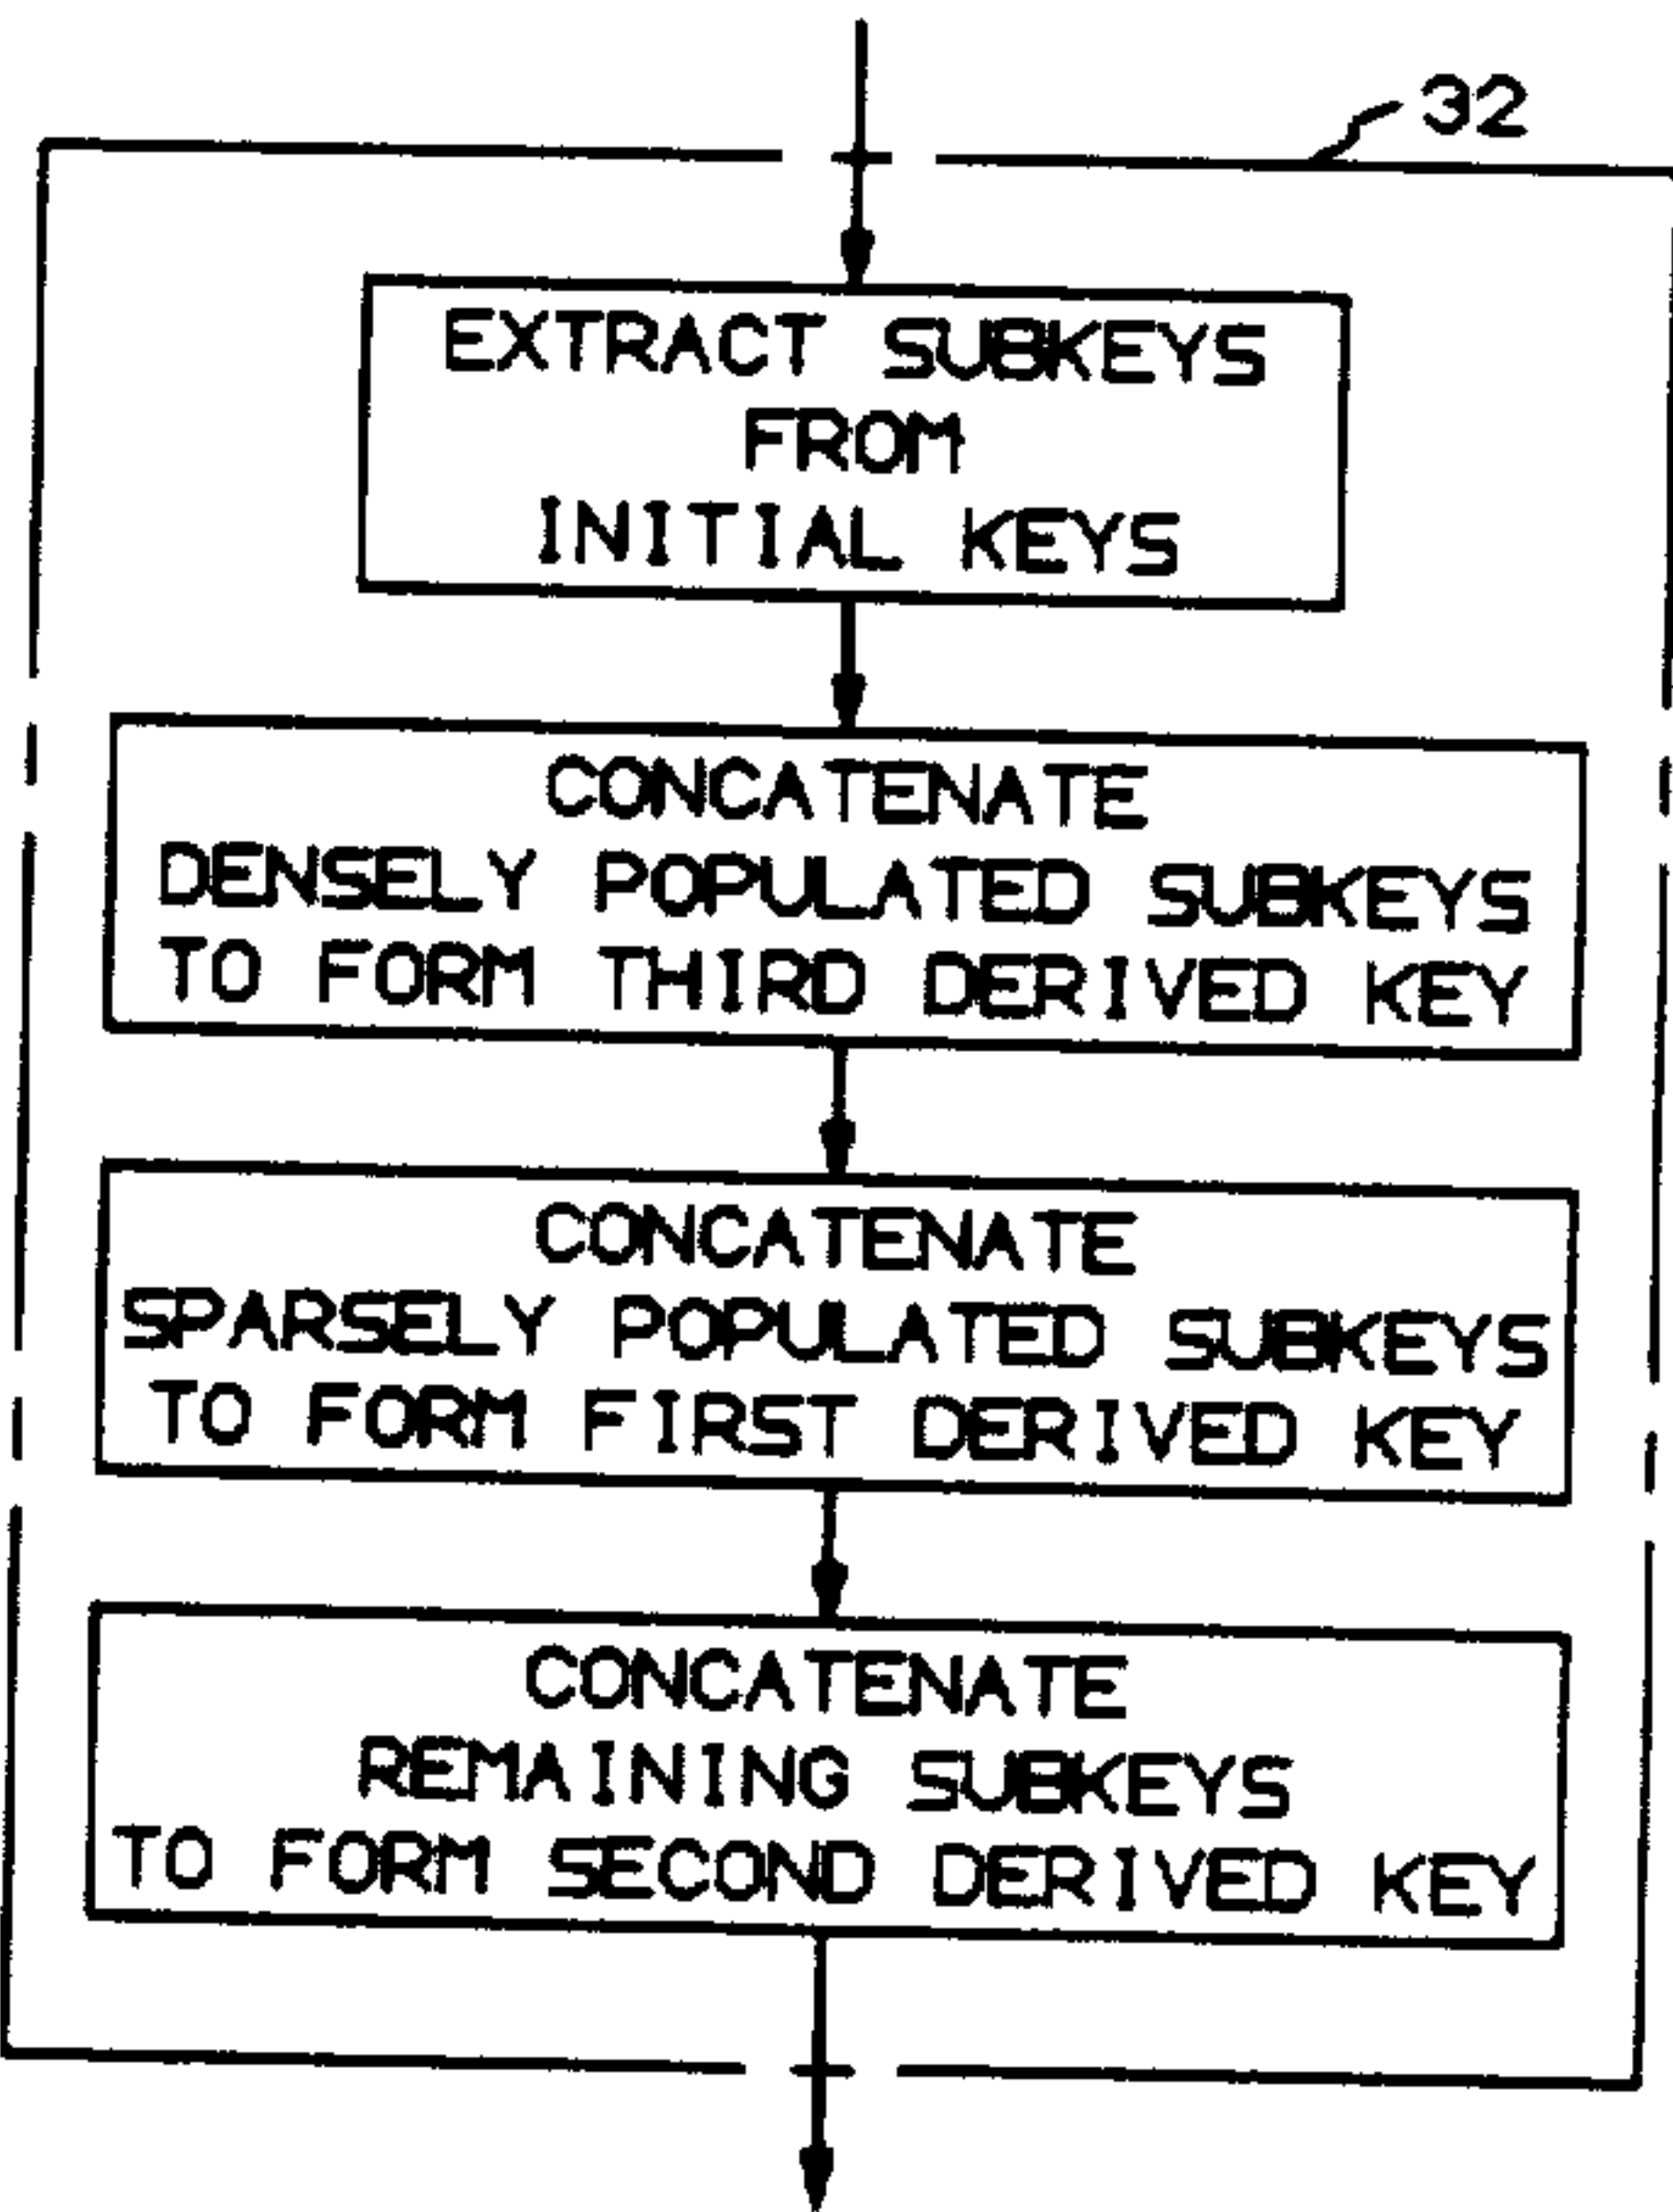 32
EXTRACT SUBKEYS
FROM
INITIAL KEYS
CONCATENATE
DENSELY POPULATED SUBKEYS
TO FORM THIRD DERIVED KEY
CONCATENATE
SPARSELY POPULATED SUBKEYS
TO FORM FIRST DERIVED KEY
CONCATENATE
REMAINING SUBKEYS
TO FORM SECOND DERIVED KEY